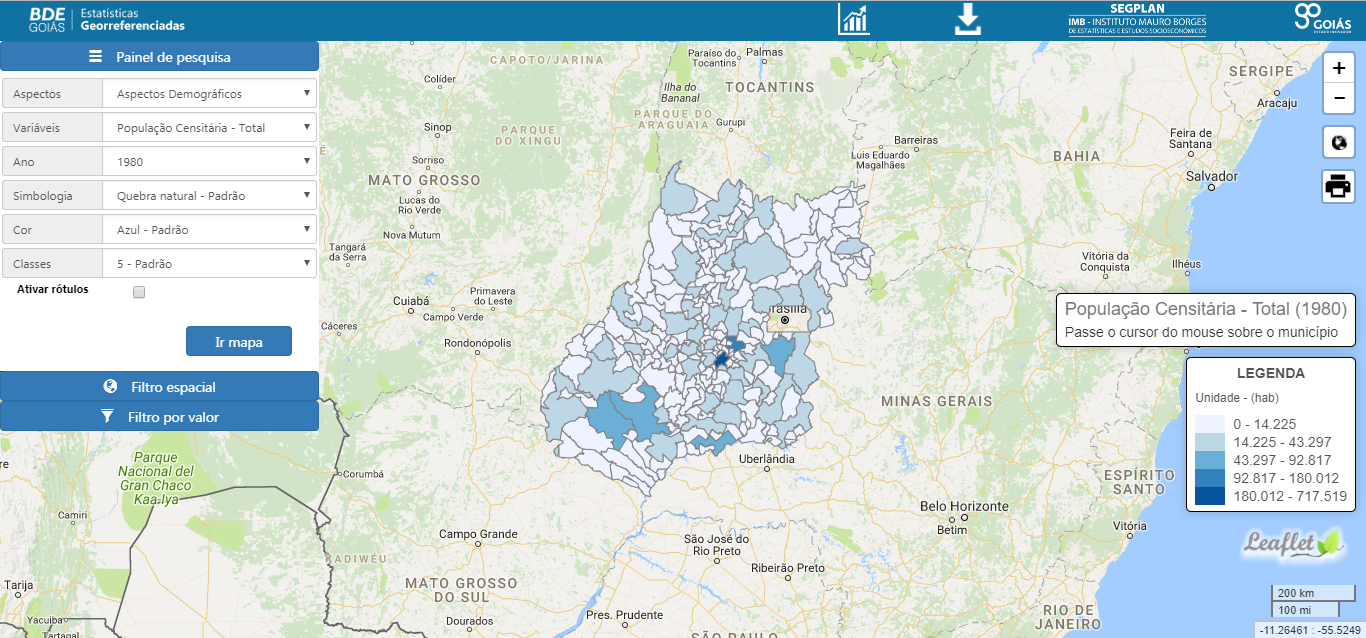 BDE
GOIÁS
Estatísticas
Georreferenciadas
SEGPLAN
IMB - INSTITUTO MAURO BORGES
DE ESTATÍSTICAS E ESTUDOS SOCIOECONÔMICOS
GOIÁS
ESTADO INOVADOR
Painel de pesquisa
Aspectos
Aspectos Demográficos
Variáveis
População Censitária - Total
Ano
1980
Simbologia
Quebra natural - Padrão
Cor
Azul - Padrão
Classes
5 - Padrão
Ativar rótulos
Ir mapa
Filtro espacial
Filtro por valor
CAPOTO/JARINA
Colíder
Paraíso do
Tocantins
Palmas
Ilha do
Bananal
TOCANTINS
PARQUE DO
ARAGUAIA
Gurupi
Sinop
PARQUE
DO XINGU
Sorriso
MATO GROSSO
Lucas do
Rio Verde
Nova Mutum
Tangará
da Serra
Barreiras
Luis Eduardo
Magalhães
BAHIA
SERGIPE
Aracaju
Feira de
Santana
Salvador
Vitória da
Conquista
Ilhéus
Primavera
do Leste
Cuiabá
Campo Verde
Cáceres
Rondonópolis
rasília
MINAS GERAIS
Uberlândia
ESPÍRITO
SANTO
Vitória
Belo Horizonte
Betim
Parque
Nacional del
Gran Chaco
Kaa-Iya
Corumbá
Camiri
Campo Grande
KADIWÉU
MATO GROSSO
DO SUL
Dourados
São José do
Rio Preto
Ribeirão Preto
Pres. Prudente
SÃO PAULO
RIO DE
JANEIRO
Tarija
Yacuiba
Tartagal
+
−
População Censitária - Total (1980)
Passe o cursor do mouse sobre o município
LEGENDA
Unidade - (hab)
0 - 14.225
14.225 - 43.297
43.297 - 92.817
92.817 - 180.012
180.012 - 717.519
Leaflet
200 km
100 mi
-11.26461 : -55.5249